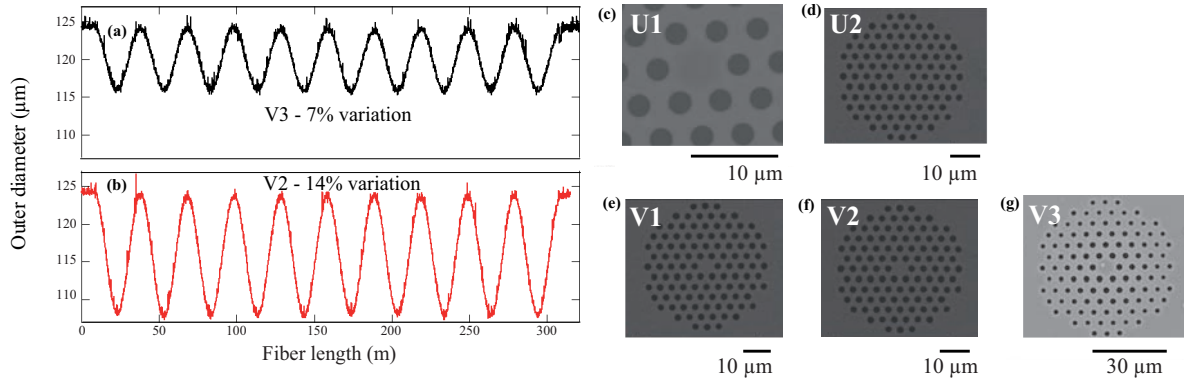 Outer diameter (µm)
125
120
115
110
(a)
V3 - 7% variation
125
120
115
110
(b)
V2 - 14% variation
0
50
100
150
200
250
300
Fiber length (m)
(c)
U1
10 µm
(d)
U2
10 µm
(e)
V1
10 µm
(f)
V2
10 µm
(g)
V3
30 µm